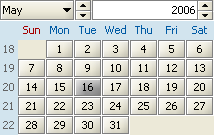 May 2006
Sun Mon Tue Wed Thu Fri Sat
18 1 2 3 4 5 6
19 7 8 9 10 11 12 13
20 14 15 16 17 18 19 20
21 21 22 23 24 25 26 27
22 28 29 30 31